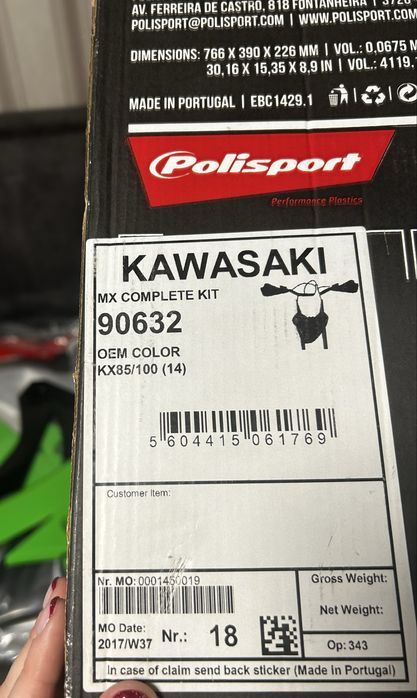 AV. FERREIRA DE CASTRO, 818 FONTANHEIRA | 3720
POLISPORT@POLISPORT.COM | WWW.POLISPORT.COM
DIMENSIONS: 766 X 390 X 226 MM | VOL.: 0,0675 M
30,16 X 15,35 X 8,9 IN | VOL.: 4119,
MADE IN PORTUGAL | EBC1429.1
Polisport
Performance Plastics
KAWASAKI
MX COMPLETE KIT
90632
OEM COLOR
KX85/100 (14)
5 604415 061769
Customer Item:
Nr. MO: 0001450019
Gross Weight:
Net Weight:
MO Date:
2017/W37
Nr.: 18
Op: 343
In case of claim send back sticker (Made in Portugal)